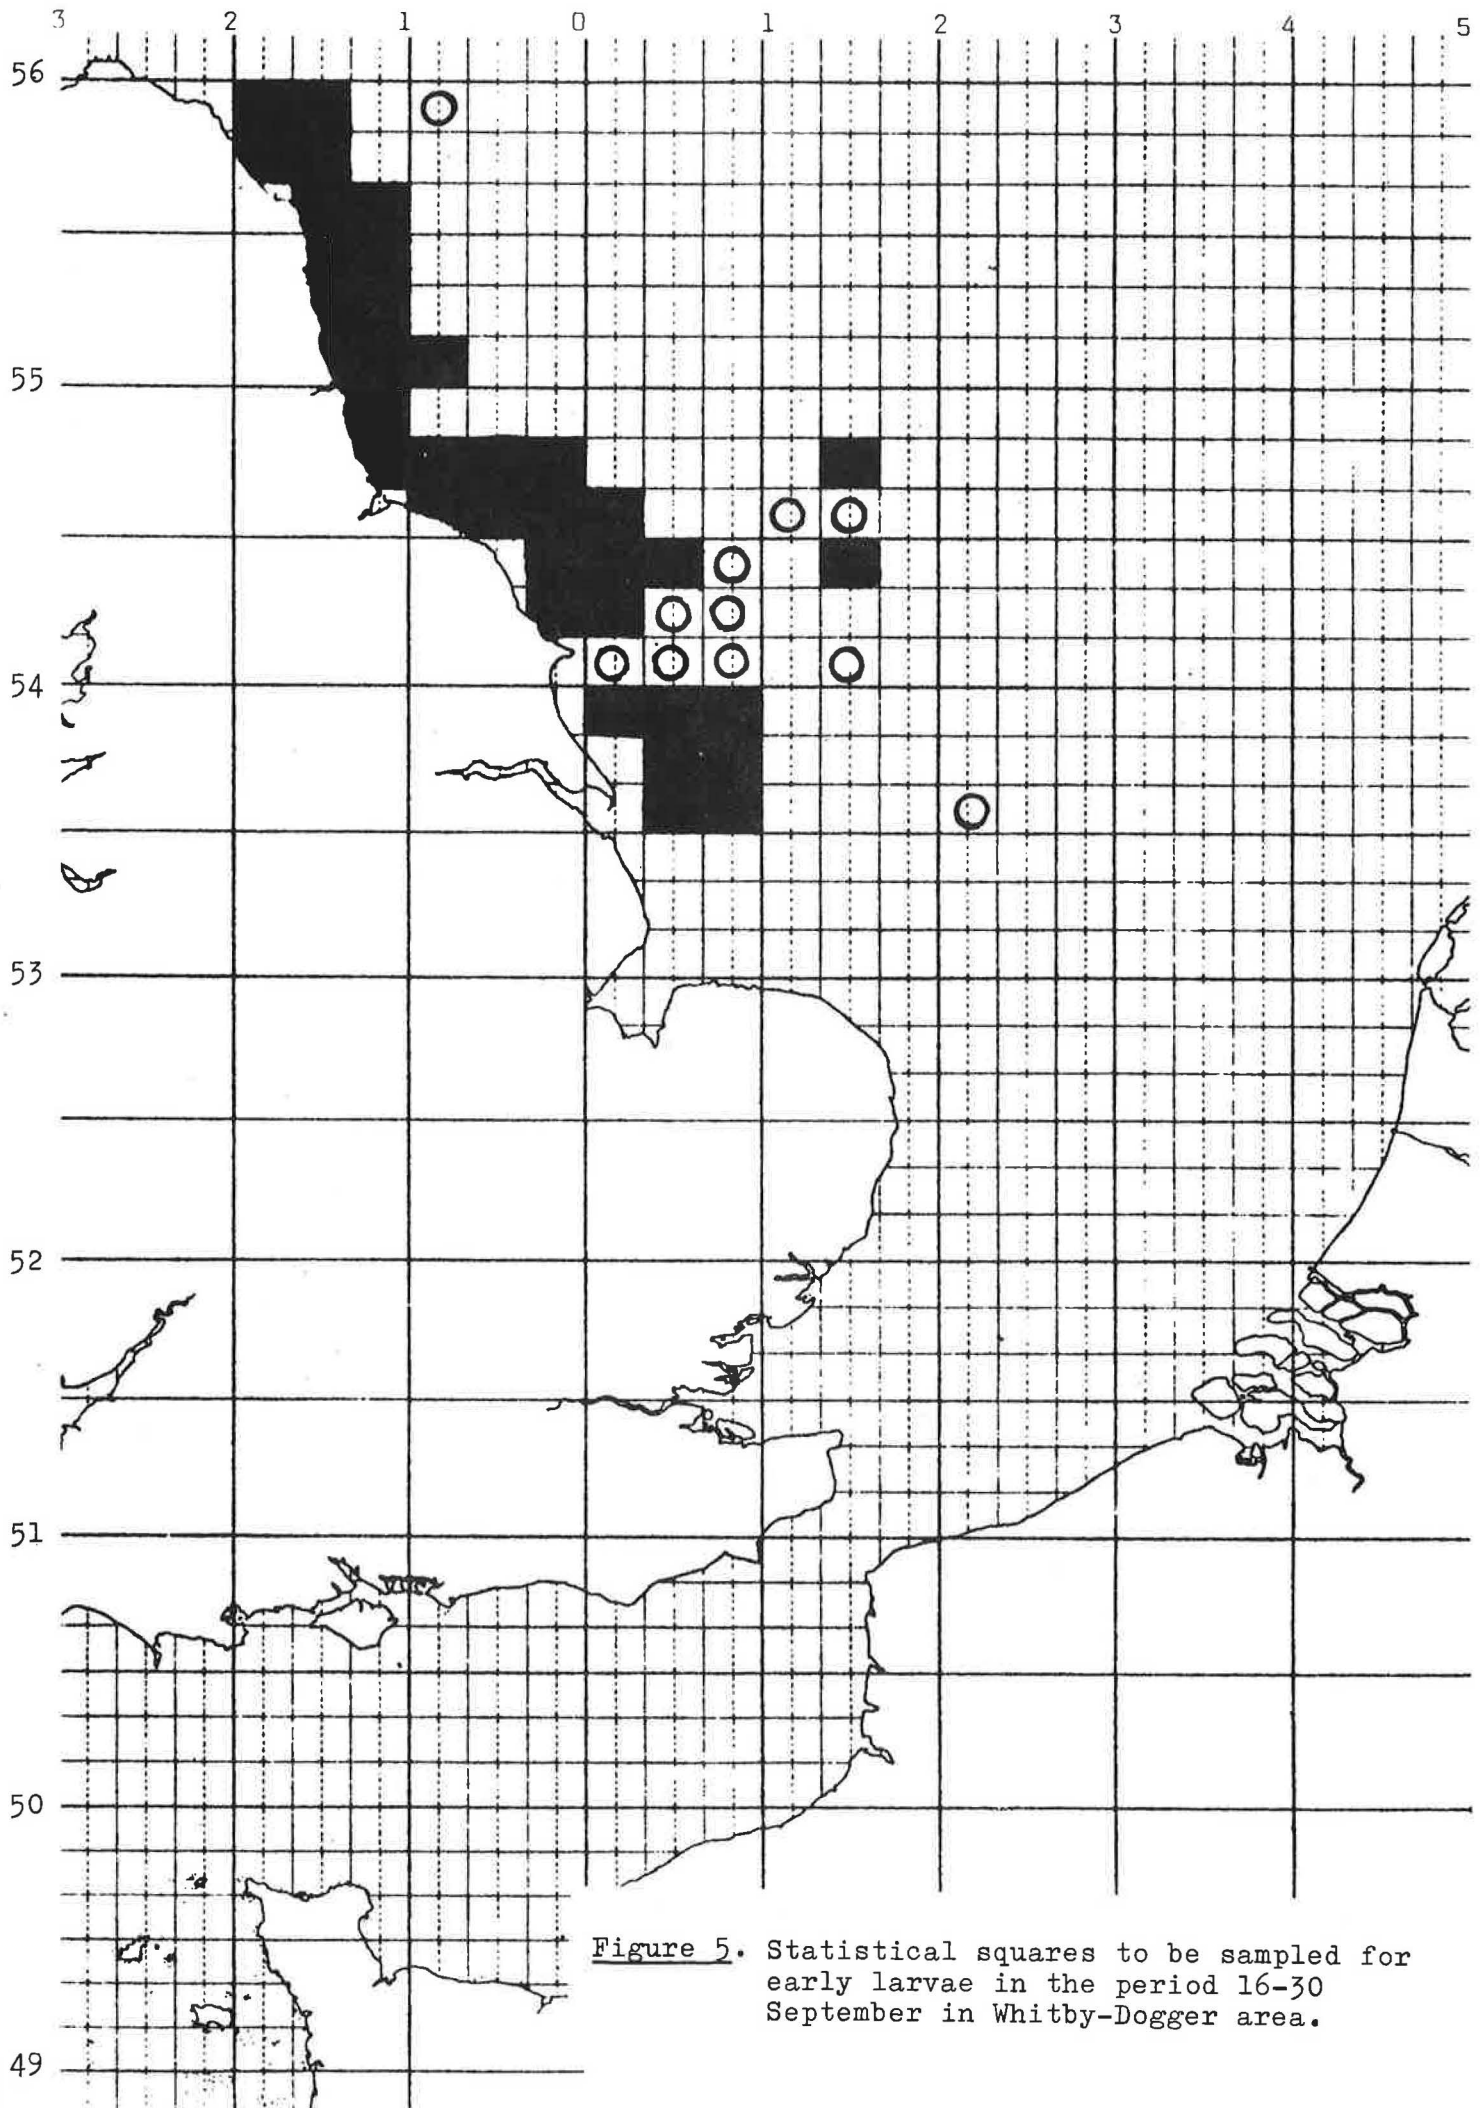 3 2 1 0 1 2 3 4 5
56
55
54
53
52
51
50
49
Figure 5. Statistical squares to be sampled for
early larvae in the period 16-30
September in Whitby-Dogger area.